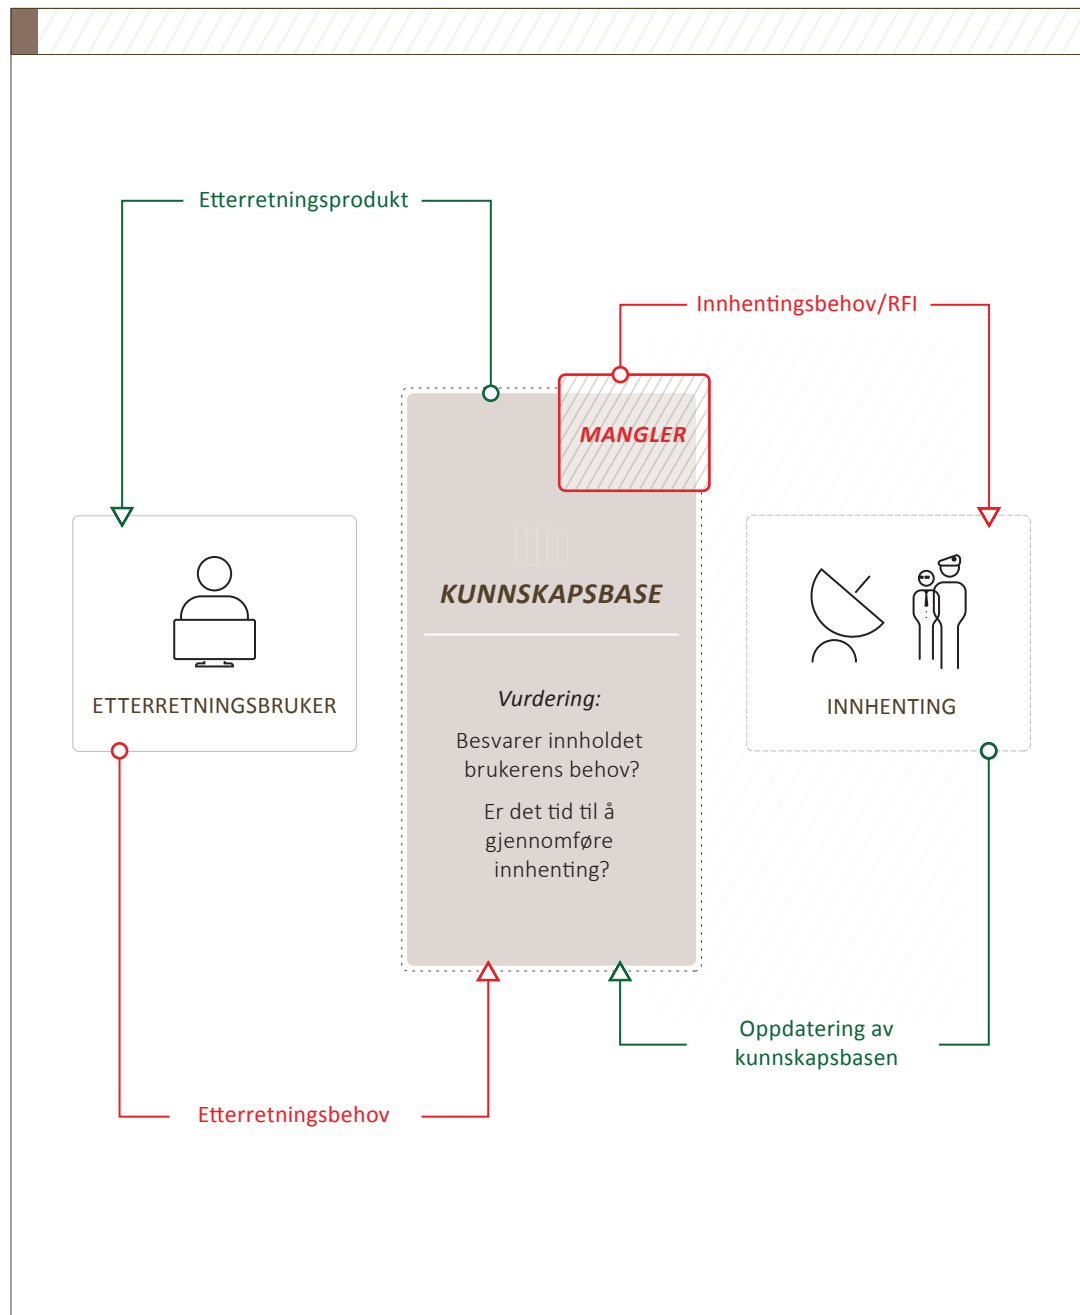 Etterretningsprodukt
Innhentingsbehov/RFI
MANGLER
KUNNSKAPSBASE
Vurdering:
Besvarer innholdet
brukerens behov?
Er det tid til å
gjennomføre
innhenting?
ETTERRETNINGSBRUKER
INNHENTING
Oppdatering av
kunnskapsbasen
Etterretningsbehov